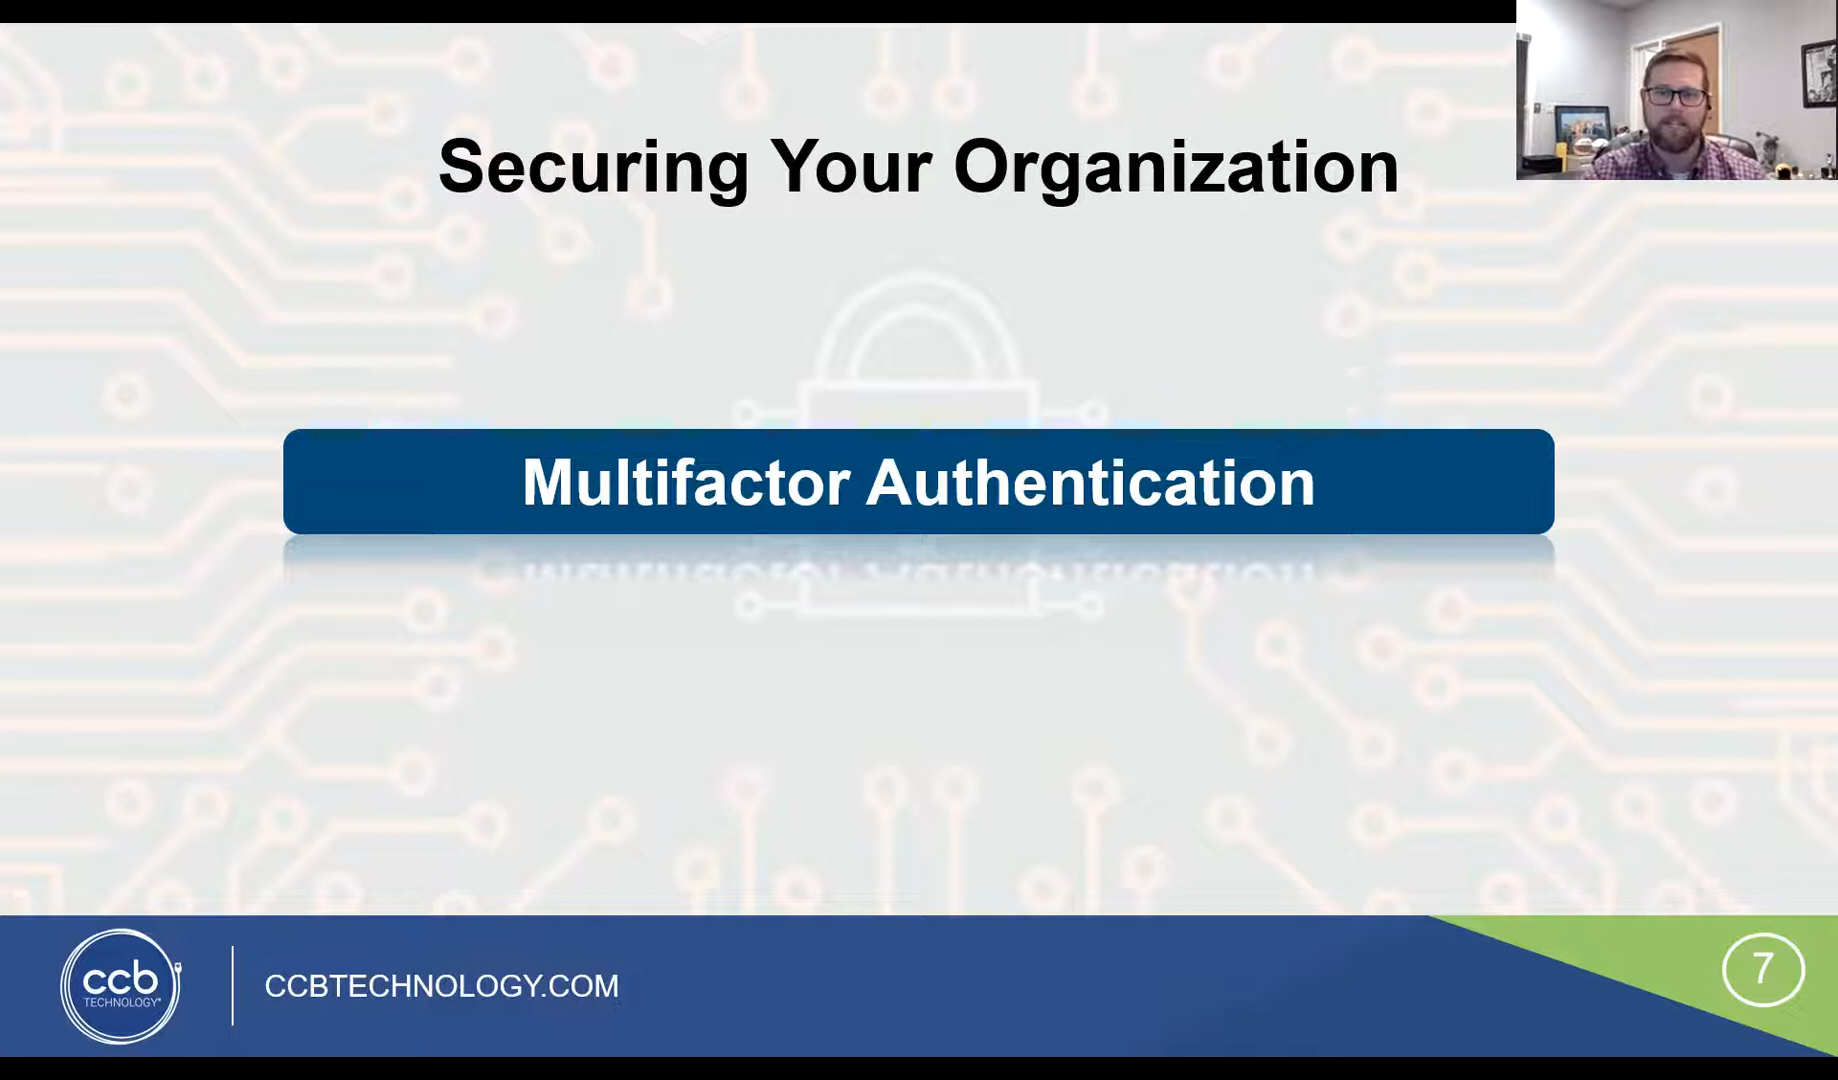 Securing Your Organization
Multifactor Authentication
ccb
TECHNOLOGY
CCBTECHNOLOGY.COM
7